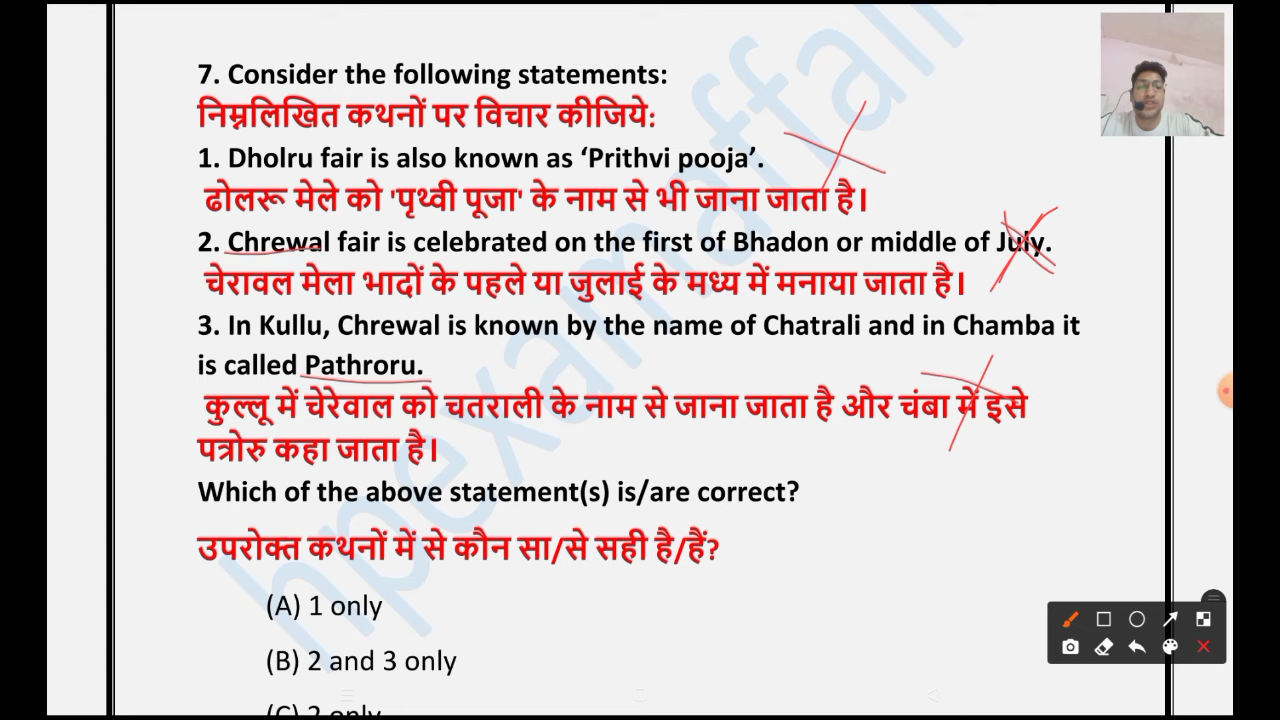 7. Consider the following statements:
निम्नलिखित कथनों पर विचार कीजिये:
1. Dholru fair is also known as ‘Prithvi pooja’.
ढोलरू मेले को 'पृथ्वी पूजा' के नाम से भी जाना जाता है।
2. Chrewal fair is celebrated on the first of Bhadon or middle of July.
चेरावल मेला भादों के पहले या जुलाई के मध्य में मनाया जाता है।
3. In Kullu, Chrewal is known by the name of Chatrali and in Chamba it
is called Pathroru.
कुल्लू में चेरेवाल को चतराली के नाम से जाना जाता है और चंबा में इसे
पत्रोरु कहा जाता है।
Which of the above statement(s) is/are correct?
उपरोक्त कथनों में से कौन सा/से सही है/हैं?
(A) 1 only
(B) 2 and 3 only
(C) 2 only
hpexamaffair